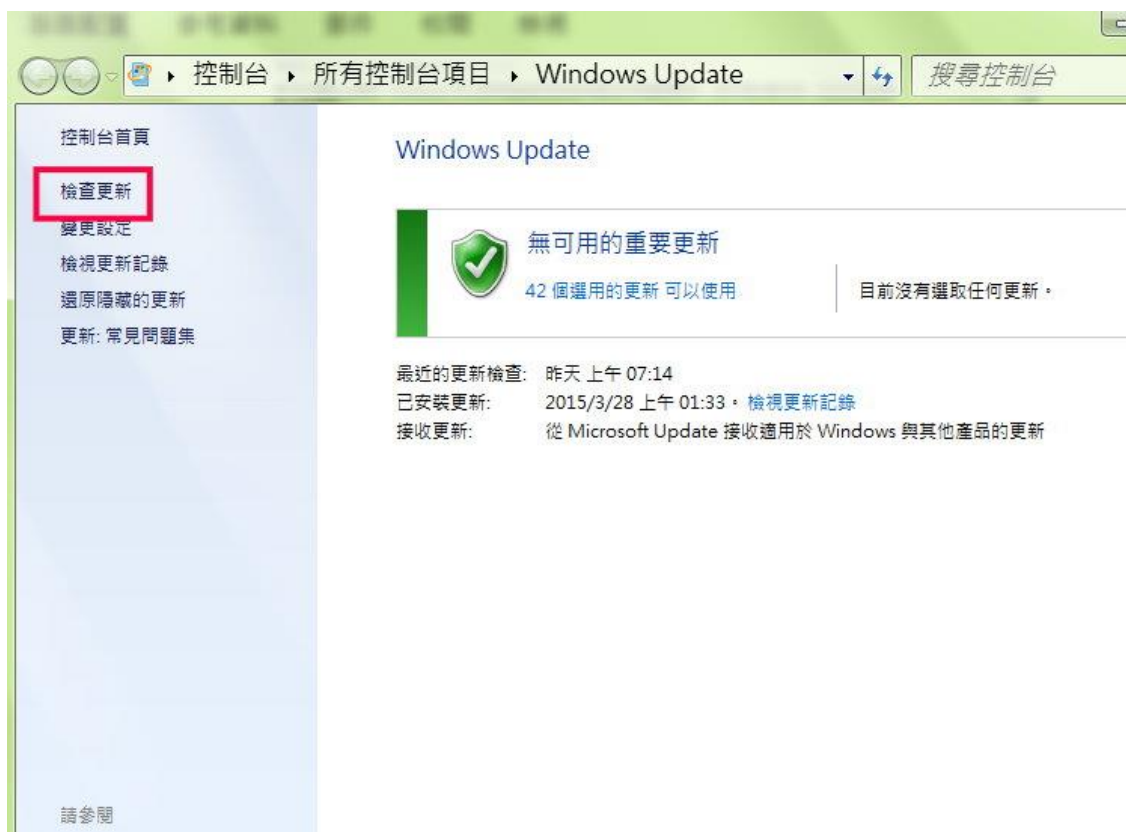 控制台 ▸ 所有控制台項目 ▸ Windows Update
搜尋控制台
控制台首頁
檢查更新
變更設定
檢視更新記錄
還原隱藏的更新
更新: 常見問題集
Windows Update
無可用的重要更新
42 個選用的更新 可以使用
目前沒有選取任何更新。
最近的更新檢查: 昨天 上午 07:14
已安裝更新: 2015/3/28 上午 01:33。檢視更新記錄
接收更新: 從 Microsoft Update 接收適用於 Windows 與其他產品的更新
請參閱